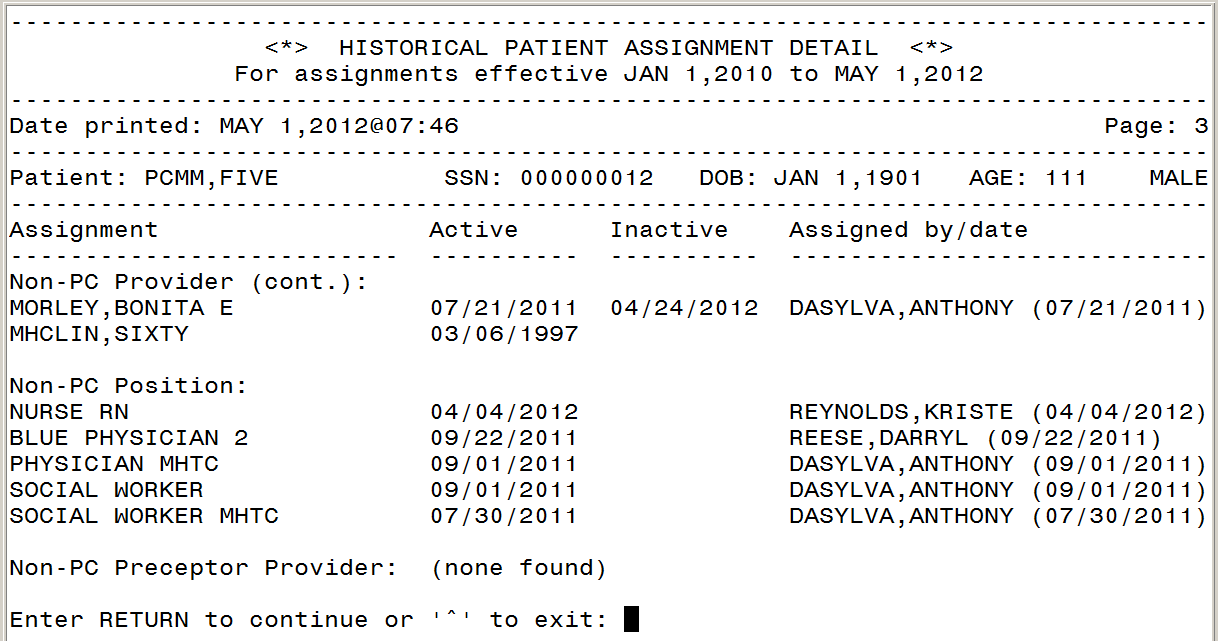 <*>  HISTORICAL PATIENT ASSIGNMENT DETAIL  <*>
For assignments effective JAN 1,2010 to MAY 1,2012
Date printed: MAY 1,2012@07:46 Page: 3
Patient: PCMM,FIVE SSN: 000000012 DOB: JAN 1,1901 AGE: 111 MALE
Assignment Active Inactive Assigned by/date
Non-PC Provider (cont.):
MORLEY,BONITA E 07/21/2011 04/24/2012 DASYLVA,ANTHONY (07/21/2011)
MHCLIN,SIXTY 03/06/1997
Non-PC Position:
NURSE RN 04/04/2012 REYNOLDS,KRISTE (04/04/2012)
BLUE PHYSICIAN 2 09/22/2011 REESE,DARRYL (09/22/2011)
PHYSICIAN MHTC 09/01/2011 DASYLVA,ANTHONY (09/01/2011)
SOCIAL WORKER 09/01/2011 DASYLVA,ANTHONY (09/01/2011)
SOCIAL WORKER MHTC 07/30/2011 DASYLVA,ANTHONY (07/30/2011)
Non-PC Preceptor Provider: (none found)
Enter RETURN to continue or '^' to exit: